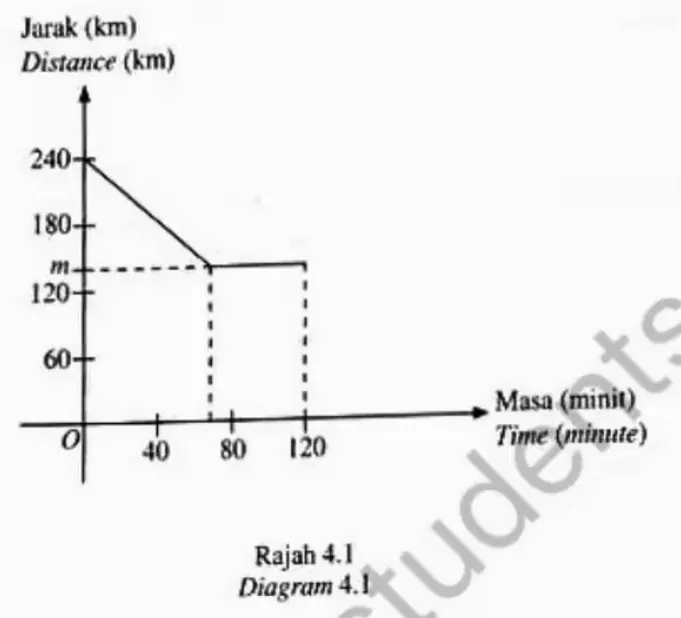 Jarak (km)
Distance (km)
240
180
m
120
60
O
40
80
120
Masa (minit)
Time (minute)
Rajah 4.1
Diagram 4.1
students